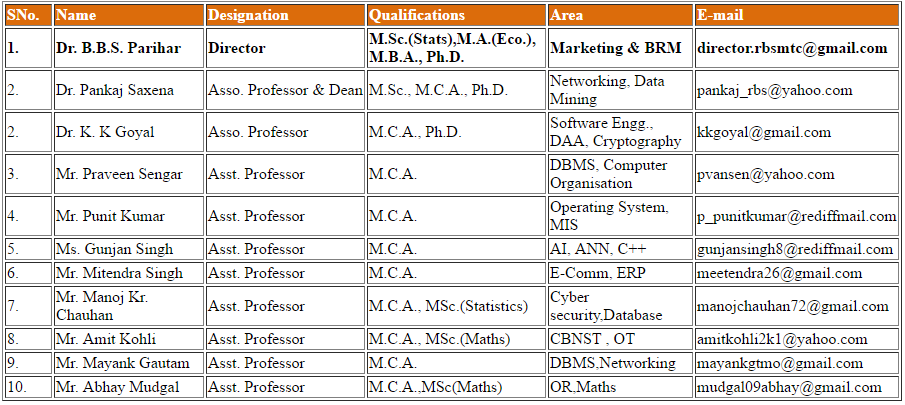 SNo. Name Designation Qualifications Area E-mail
1. Dr. B.B.S. Parihar Director M.Sc.(Stats),M.A.(Eco.), M.B.A., Ph.D. Marketing & BRM director.rbsmtc@gmail.com
2. Dr. Pankaj Saxena Asso. Professor & Dean M.Sc., M.C.A., Ph.D. Networking, Data Mining pankaj_rbs@yahoo.com
2. Dr. K. K Goyal Asso. Professor M.C.A., Ph.D. Software Engg., DAA, Cryptography kkgoyal@gmail.com
3. Mr. Praveen Sengar Asst. Professor M.C.A. DBMS, Computer Organisation pvansen@yahoo.com
4. Mr. Punit Kumar Asst. Professor M.C.A. Operating System, MIS p_punitkumar@rediffmail.com
5. Ms. Gunjan Singh Asst. Professor M.C.A. AI, ANN, C++ gunjansingh8@rediffmail.com
6. Mr. Mitendra Singh Asst. Professor M.C.A. E-Comm, ERP meetendra26@gmail.com
7. Mr. Manoj Kr. Chauhan Asst. Professor M.C.A., MSc.(Statistics) Cyber security,Database manojchauhan72@gmail.com
8. Mr. Amit Kohli Asst. Professor M.C.A., MSc.(Maths) CBNST , OT amitkohli2k1@yahoo.com
9. Mr. Mayank Gautam Asst. Professor M.C.A. DBMS,Networking mayankgtmo@gmail.com
10. Mr. Abhay Mudgal Asst. Professor M.C.A.,MSc(Maths) OR,Maths mudgal09abhay@gmail.com